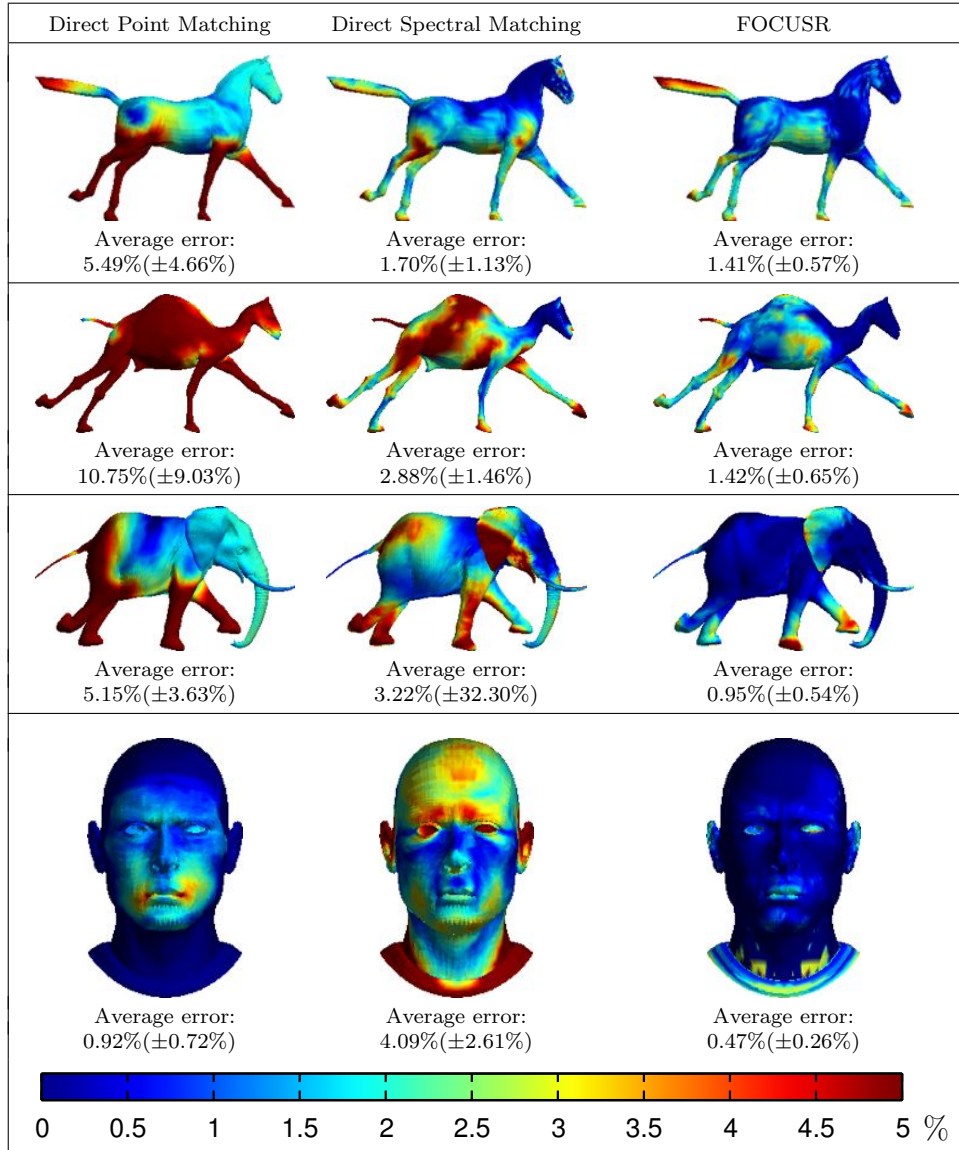 Direct Point Matching Direct Spectral Matching FOCUSR
Average error: Average error: Average error:
5.49%(±4.66%) 1.70%(±1.13%) 1.41%(±0.57%)
Average error: Average error: Average error:
10.75%(±9.03%) 2.88%(±1.46%) 1.42%(±0.65%)
Average error: Average error: Average error:
5.15%(±3.63%) 3.22%(±32.30%) 0.95%(±0.54%)
Average error: Average error: Average error:
0.92%(±0.72%) 4.09%(±2.61%) 0.47%(±0.26%)
0 0.5 1 1.5 2 2.5 3 3.5 4 4.5 5 %